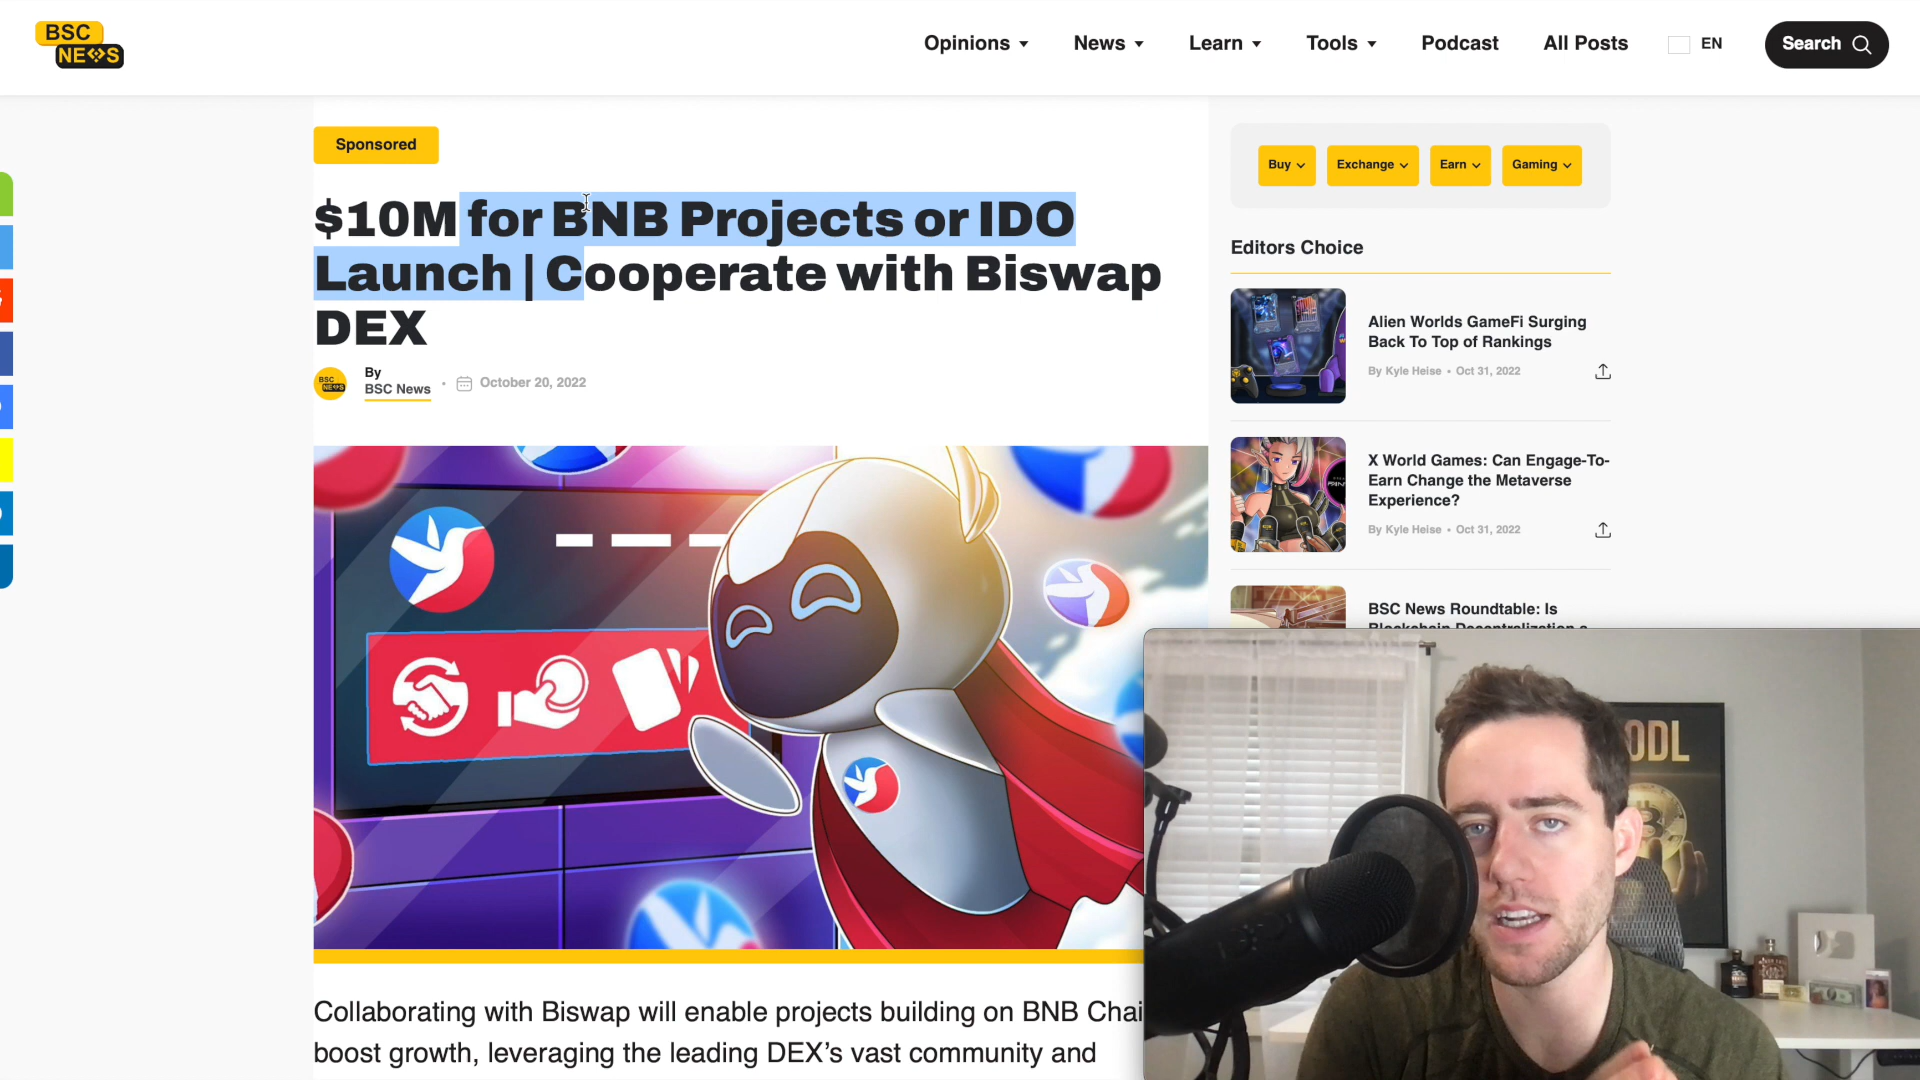 BSC
NEWS
Opinions
News
Learn
Tools
Podcast
All Posts
EN
Search
Sponsored
$10M for BNB Projects or IDO
Launch | Cooperate with Biswap
DEX
By
BSC News
•
October 20, 2022
Buy
Exchange
Earn
Gaming
Editors Choice
Alien Worlds GameFi Surging
Back To Top of Rankings
By Kyle Heise • Oct 31, 2022
X World Games: Can Engage-To-
Earn Change the Metaverse
Experience?
By Kyle Heise • Oct 31, 2022
BSC News Roundtable: Is
Blockchain Decentralization a
ODL
Collaborating with Biswap will enable projects building on BNB Chai
boost growth, leveraging the leading DEX’s vast community and